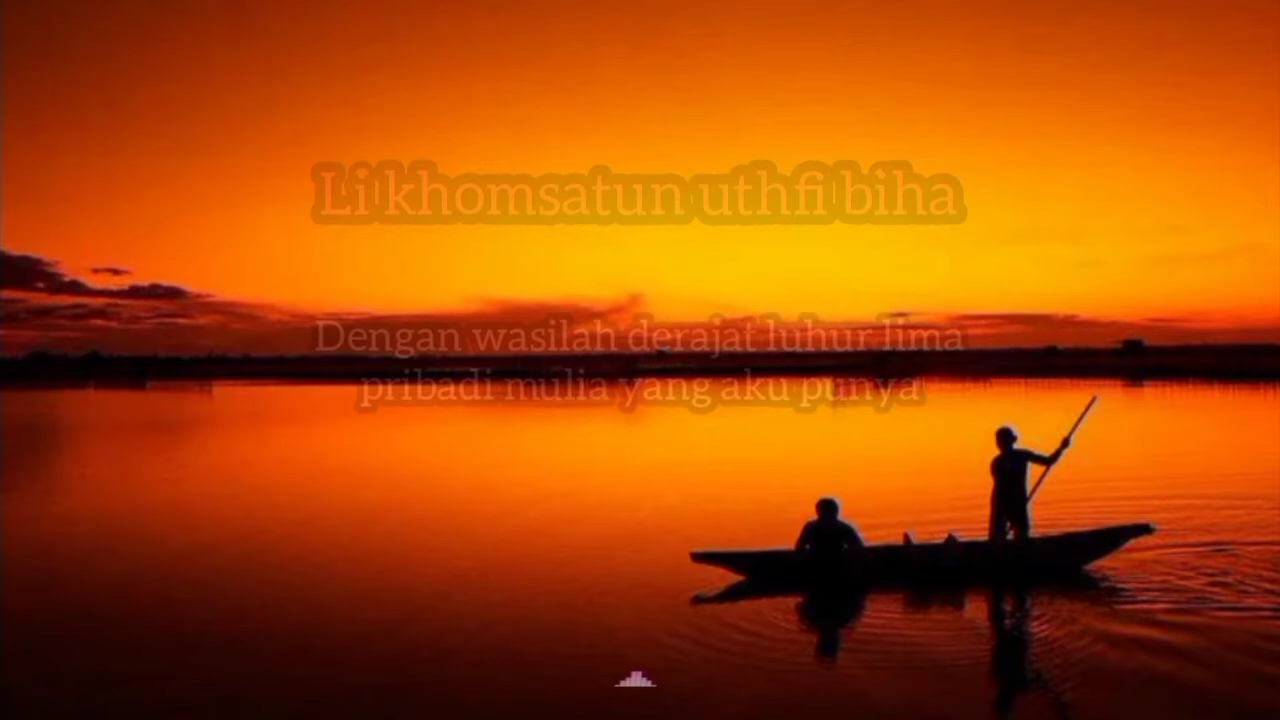 Li khomsatun uthfi biha
Dengan wasilah derajat luhur lima
pribadi mulia yang aku punya